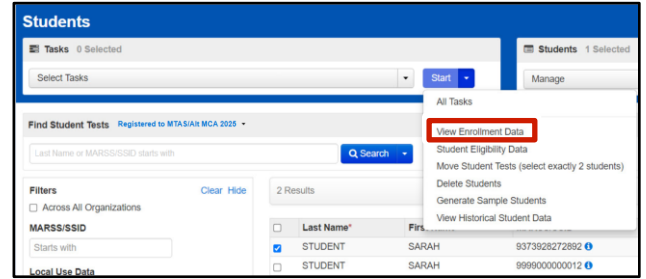 Students
Tasks 0 Selected
Students 1 Selected
Select Tasks
Start
Manage
All Tasks
View Enrollment Data
Student Eligibility Data
Move Student Tests (select exactly 2 students)
Delete Students
Generate Sample Students
View Historical Student Data
Find Student Tests Registered to MTAS/Alt MCA 2025
Last Name or MARSS/SSID starts with
Search
Filters Clear Hide
2 Results
Across All Organizations
MARSS/SSID
Last Name*
Starts with
STUDENT SARAH 9373928272892
STUDENT SARAH 9999000000012
Local Use Data